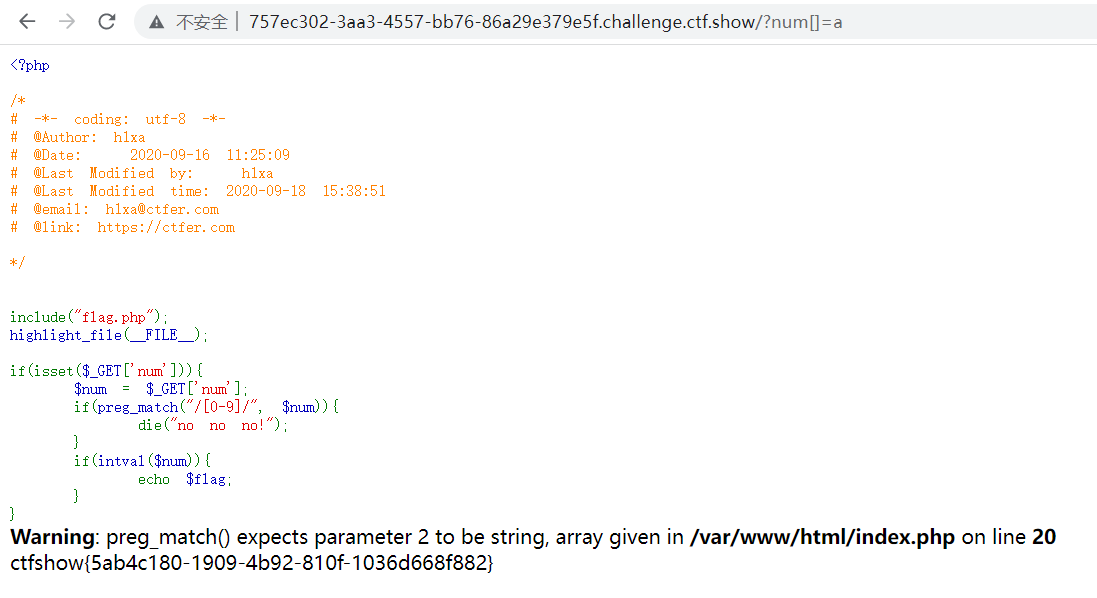 不安全 | 757ec302-3aa3-4557-bb76-86a29e379e5f.challenge.ctf.show/?num[]=a
<?php
/*
# -*- coding: utf-8 -*-
# @Author: h1xa
# @Date: 2020-09-16 11:25:09
# @Last Modified by: h1xa
# @Last Modified time: 2020-09-18 15:38:51
# @email: h1xa@ctfer.com
# @link: https://ctfer.com
*/
include("flag.php");
highlight_file(__FILE__);
if(isset($_GET['num'])){
$num = $_GET['num'];
if(preg_match("/[0-9]/", $num)){
die("no no no!");
}
if(intval($num)){
echo $flag;
}
}
Warning: preg_match() expects parameter 2 to be string, array given in /var/www/html/index.php on line 20
ctfshow{5ab4c180-1909-4b92-810f-1036d668f882}